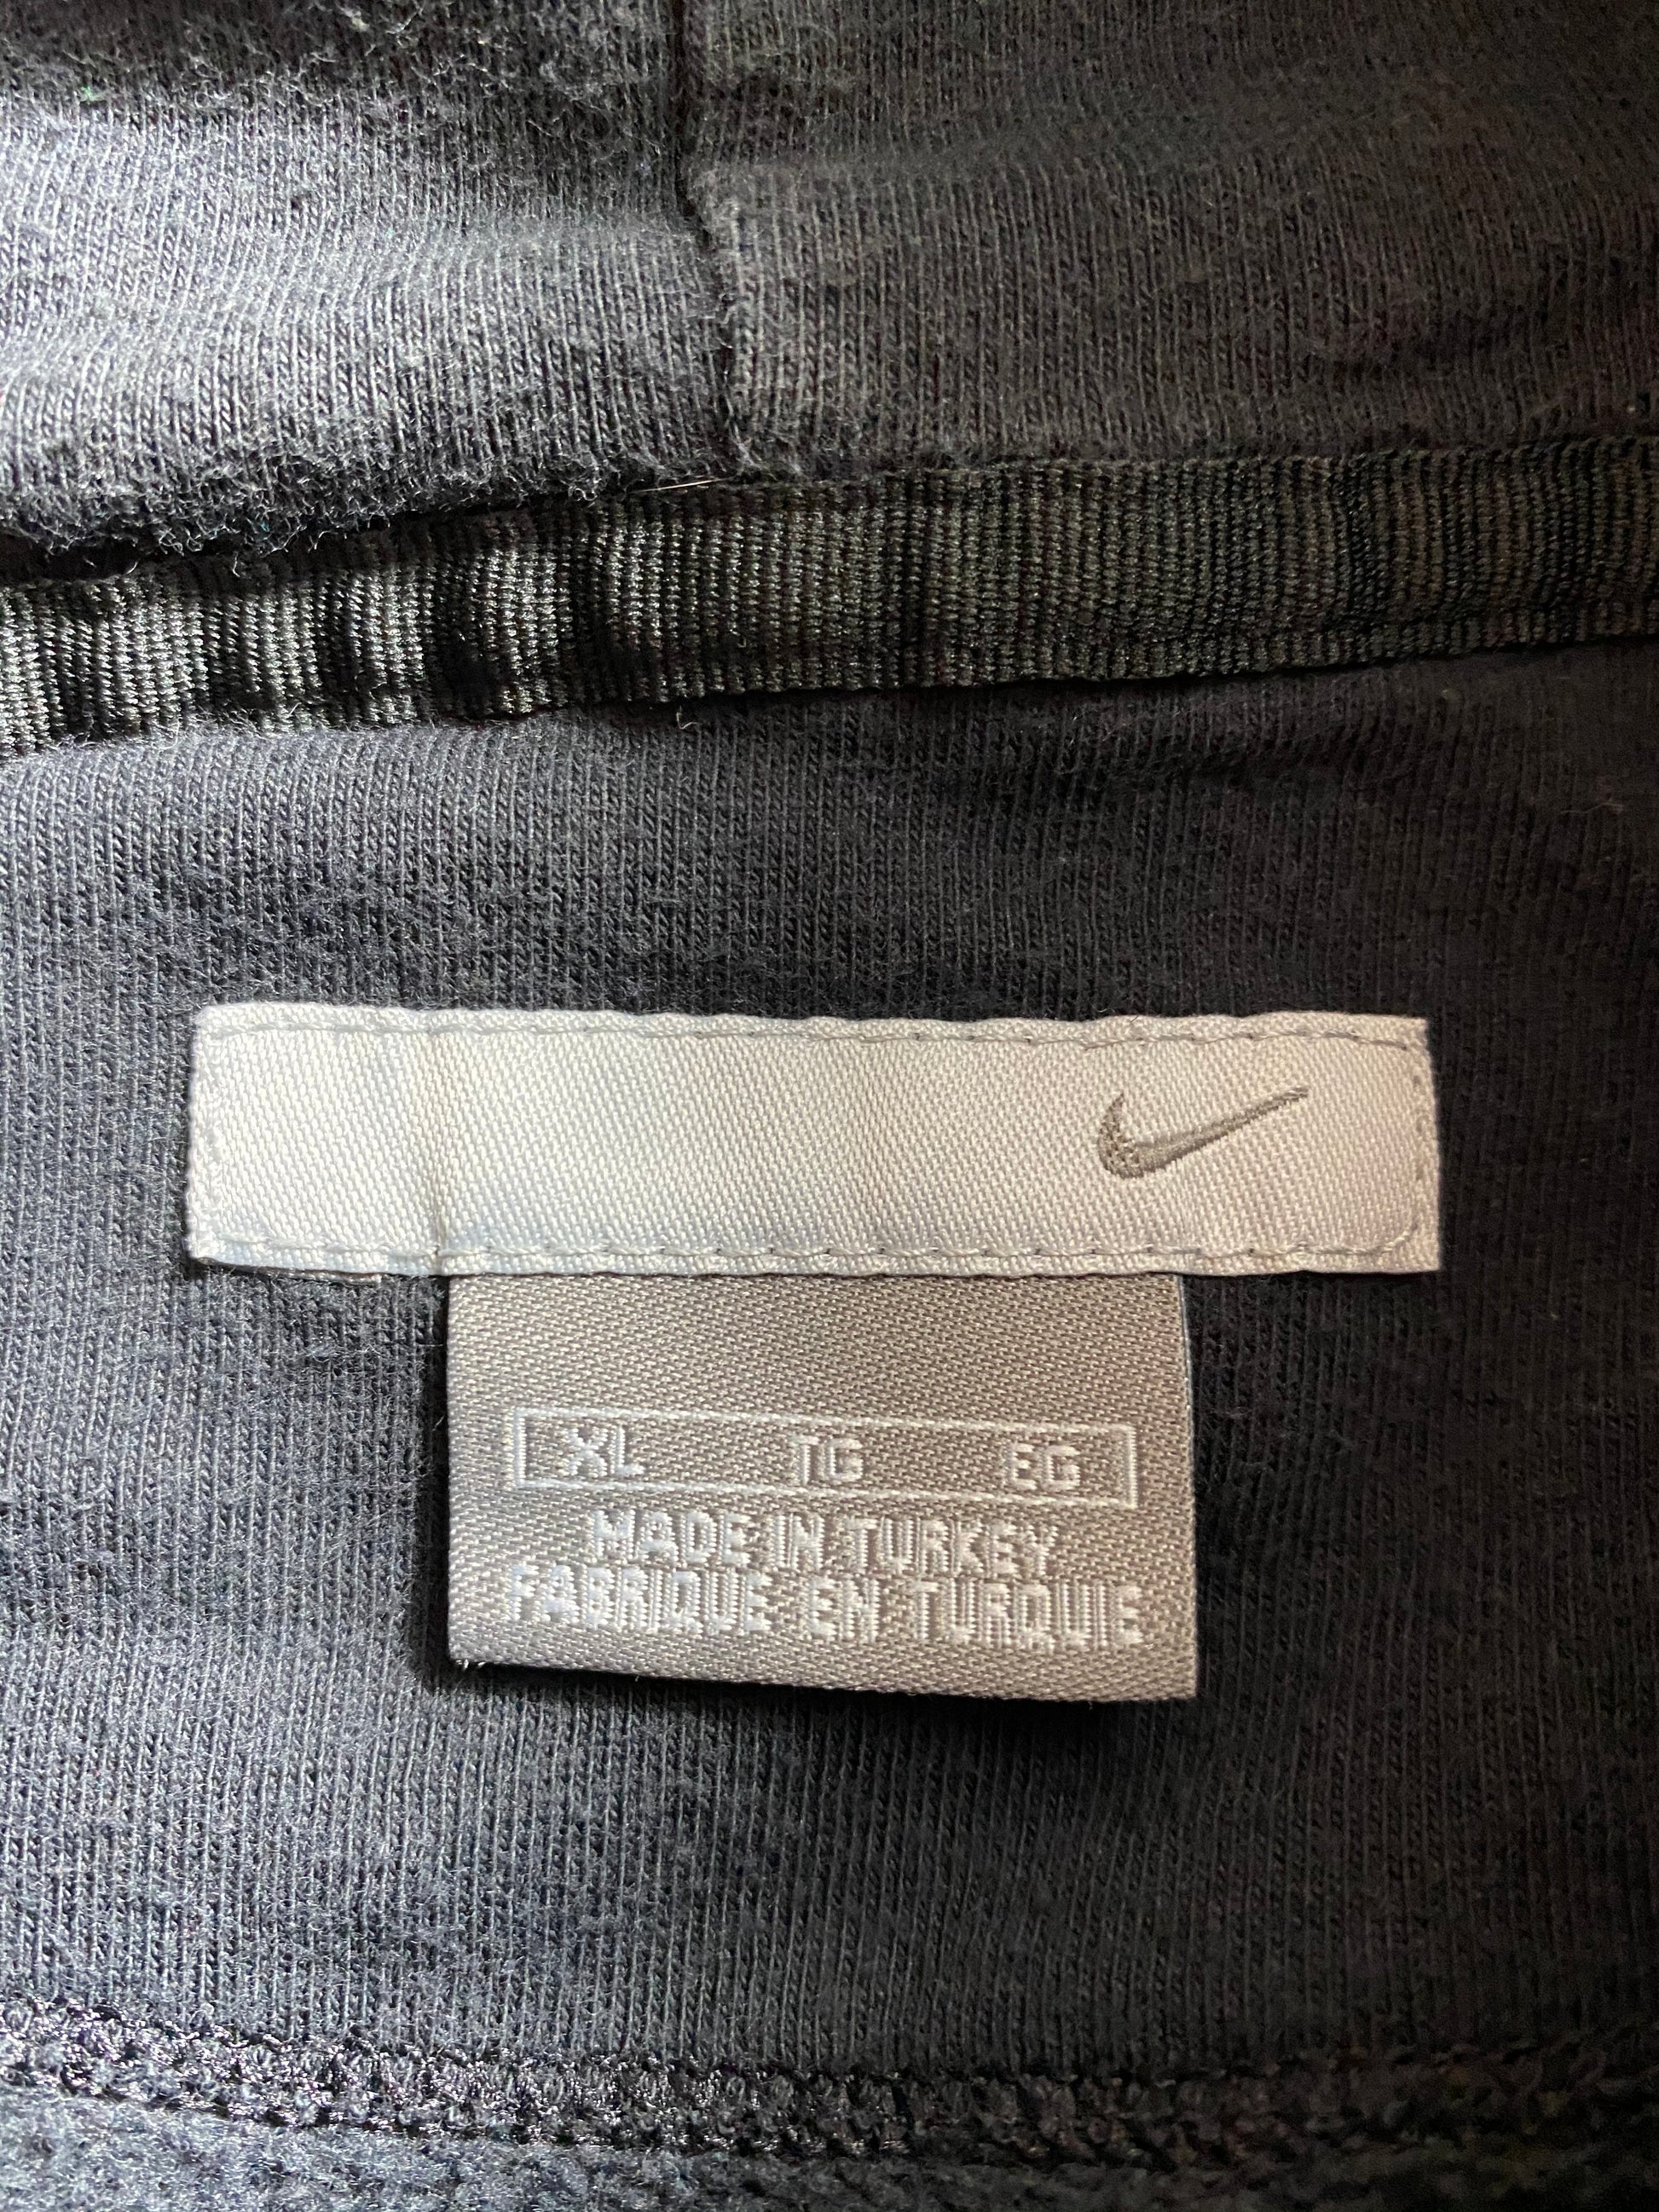 XL TG EG
MADE IN TURKEY
FABRIQUE EN TURQUIE